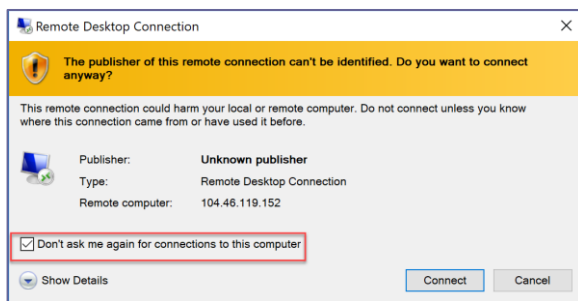 Remote Desktop Connection
The publisher of this remote connection can't be identified. Do you want to connect
anyway?
This remote connection could harm your local or remote computer. Do not connect unless you know
where this connection came from or have used it before.
Publisher: Unknown publisher
Type: Remote Desktop Connection
Remote computer: 104.46.119.152
Don't ask me again for connections to this computer
Show Details Connect Cancel